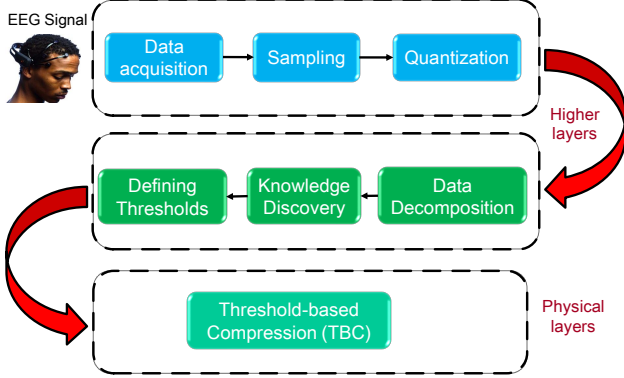 EEG Signal
Data
acquisition
Sampling
Quantization
Higher
layers
Defining
Thresholds
Knowledge
Discovery
Data
Decomposition
Threshold-based
Compression (TBC)
Physical
layers